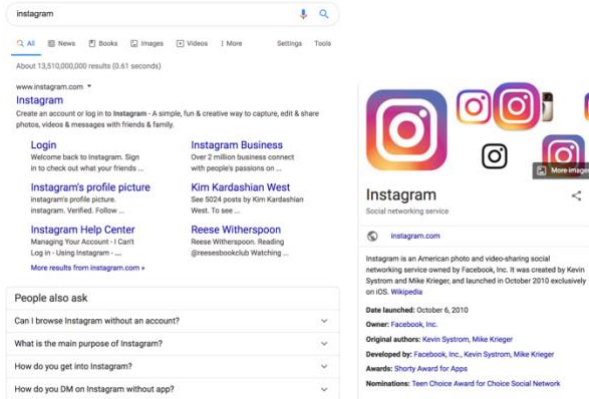 instagram
All News Books Images Videos More Settings Tools
About 13,510,000,000 results (0.61 seconds)
www.instagram.com
Instagram
Create an account or log in to Instagram - A simple, fun & creative way to capture, edit & share
photos, videos & messages with friends & family.
Login
Welcome back to Instagram. Sign
in to check out what your friends ...
Instagram Business
Over 2 million business connect
with people's passions on ...
Instagram's profile picture
instagram's profile picture.
instagram. Verified. Follow ...
Kim Kardashian West
See 5024 posts by Kim Kardashian
West. To see ...
Instagram Help Center
Managing Your Account - I Can't
Log in - Using Instagram - ...
Reese Witherspoon
Reese Witherspoon. Reading
@reesesbookclub Watching ...
More results from instagram.com »
People also ask
Can I browse Instagram without an account?
What is the main purpose of Instagram?
How do you get into Instagram?
How do you DM on Instagram without app?
More images
Instagram
Social networking service
instagram.com
Instagram is an American photo and video-sharing social
networking service owned by Facebook, Inc. It was created by Kevin
Systrom and Mike Krieger, and launched in October 2010 exclusively
on iOS. Wikipedia
Date launched: October 6, 2010
Owner: Facebook, Inc.
Original authors: Kevin Systrom, Mike Krieger
Developed by: Facebook, Inc., Kevin Systrom, Mike Krieger
Awards: Shorty Award for Apps
Nominations: Teen Choice Award for Choice Social Network